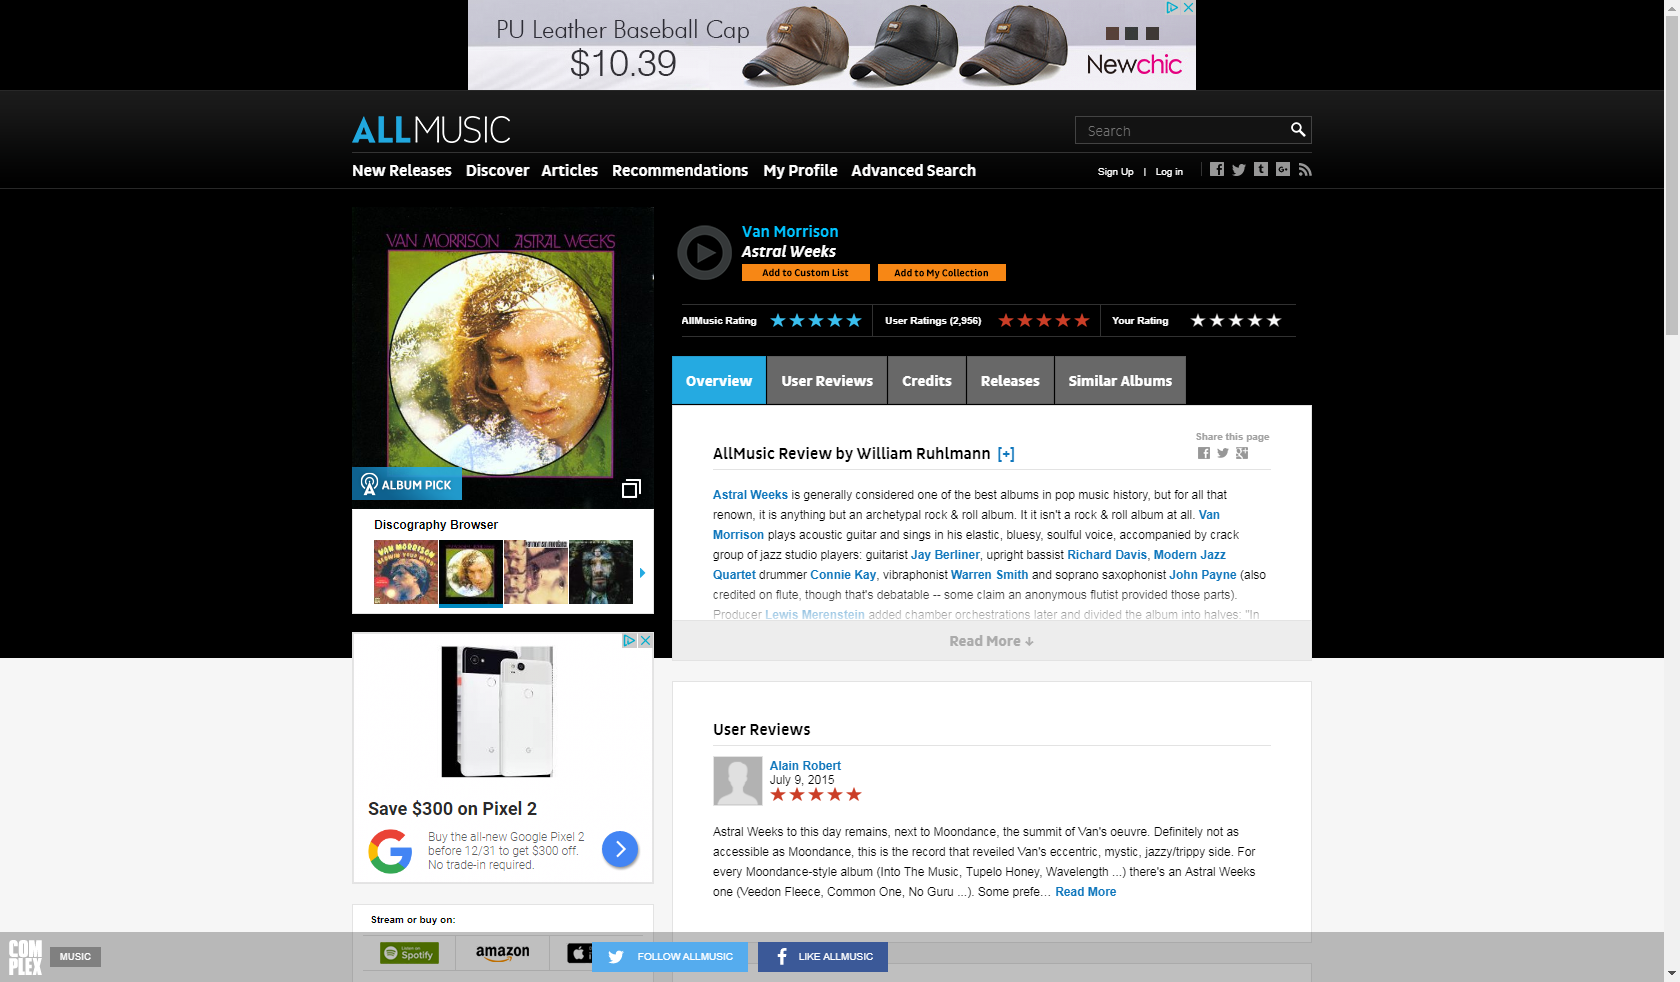 PU Leather Baseball Cap
$10.39
Newchic
ALLMUSIC
Search
New Releases Discover Articles Recommendations My Profile Advanced Search
Sign Up | Log in
VAN MORRISON ASTRAL WEEKS
ALBUM PICK
Van Morrison
Astral Weeks
Add to Custom List Add to My Collection
AllMusic Rating User Ratings (2,956) Your Rating
Overview User Reviews Credits Releases Similar Albums
Share this page
AllMusic Review by William Ruhlmann [+]
Astral Weeks is generally considered one of the best albums in pop music history, but for all that
renown, it is anything but an archetypal rock & roll album. It it isn't a rock & roll album at all. Van
Morrison plays acoustic guitar and sings in his elastic, bluesy, soulful voice, accompanied by crack
group of jazz studio players: guitarist Jay Berliner, upright bassist Richard Davis, Modern Jazz
Quartet drummer Connie Kay, vibraphonist Warren Smith and soprano saxophonist John Payne (also
credited on flute, though that's debatable -- some claim an anonymous flutist provided those parts).
Producer Lewis Merenstein added chamber orchestrations later and divided the album into halves: "In
Read More ↓
Discography Browser
VAN MORRISON
Save $300 on Pixel 2
Buy the all-new Google Pixel 2
before 12/31 to get $300 off.
No trade-in required.
User Reviews
Alain Robert
July 9, 2015
Astral Weeks to this day remains, next to Moondance, the summit of Van's oeuvre. Definitely not as
accessible as Moondance, this is the record that reveiled Van's eccentric, mystic, jazzy/trippy side. For
every Moondance-style album (Into The Music, Tupelo Honey, Wavelength ...) there's an Astral Weeks
one (Veedon Fleece, Common One, No Guru ...). Some prefe... Read More
Stream or buy on:
Listen on
Spotify
amazon
COMPLEX
MUSIC
FOLLOW ALLMUSIC
LIKE ALLMUSIC